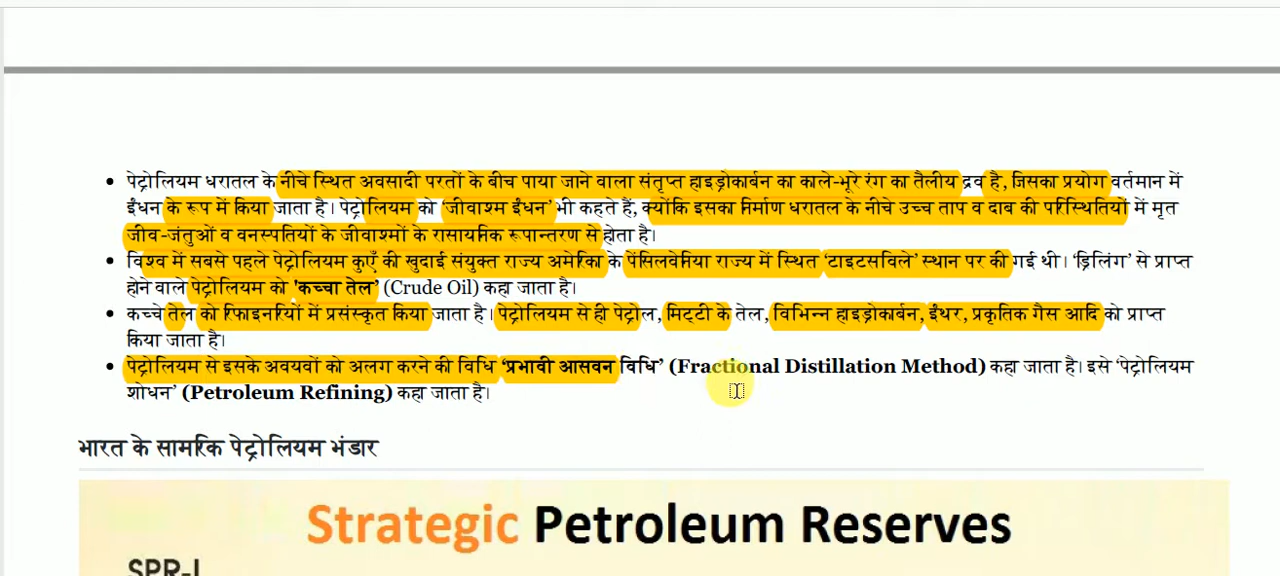 पेट्रोलियम धरातल के नीचे स्थित अवसादी परतों के बीच पाया जाने वाला संतृप्त हाइड्रोकार्बन का काले-भूरे रंग का तैलीय द्रव है, जिसका प्रयोग वर्तमान में
ईंधन के रूप में किया जाता है। पेट्रोलियम को 'जीवाश्म ईंधन' भी कहते हैं, क्योंकि इसका निर्माण धरातल के नीचे उच्च ताप व दाब की परिस्थितियों में मृत
जीव-जंतुओं व वनस्पतियों के जीवाश्मों के रासायनिक रूपान्तरण से होता है।
विश्व में सबसे पहले पेट्रोलियम कुएँ की खुदाई संयुक्त राज्य अमेरिका के पेंसिलवेनिया राज्य में स्थित 'टाइटसविले' स्थान पर की गई थी। 'ड्रिलिंग' से प्राप्त
होने वाले पेट्रोलियम को 'कच्चा तेल' (Crude Oil) कहा जाता है।
कच्चे तेल को रिफाइनरियों में प्रसंस्कृत किया जाता है। पेट्रोलियम से ही पेट्रोल, मिट्टी के तेल, विभिन्न हाइड्रोकार्बन, ईथर, प्रकृतिक गैस आदि को प्राप्त
किया जाता है।
पेट्रोलियम से इसके अवयवों को अलग करने की विधि 'प्रभावी आसवन विधि' (Fractional Distillation Method) कहा जाता है। इसे 'पेट्रोलियम
शोधन' (Petroleum Refining) कहा जाता है।
भारत के सामरिक पेट्रोलियम भंडार
Strategic Petroleum Reserves
SPR-I